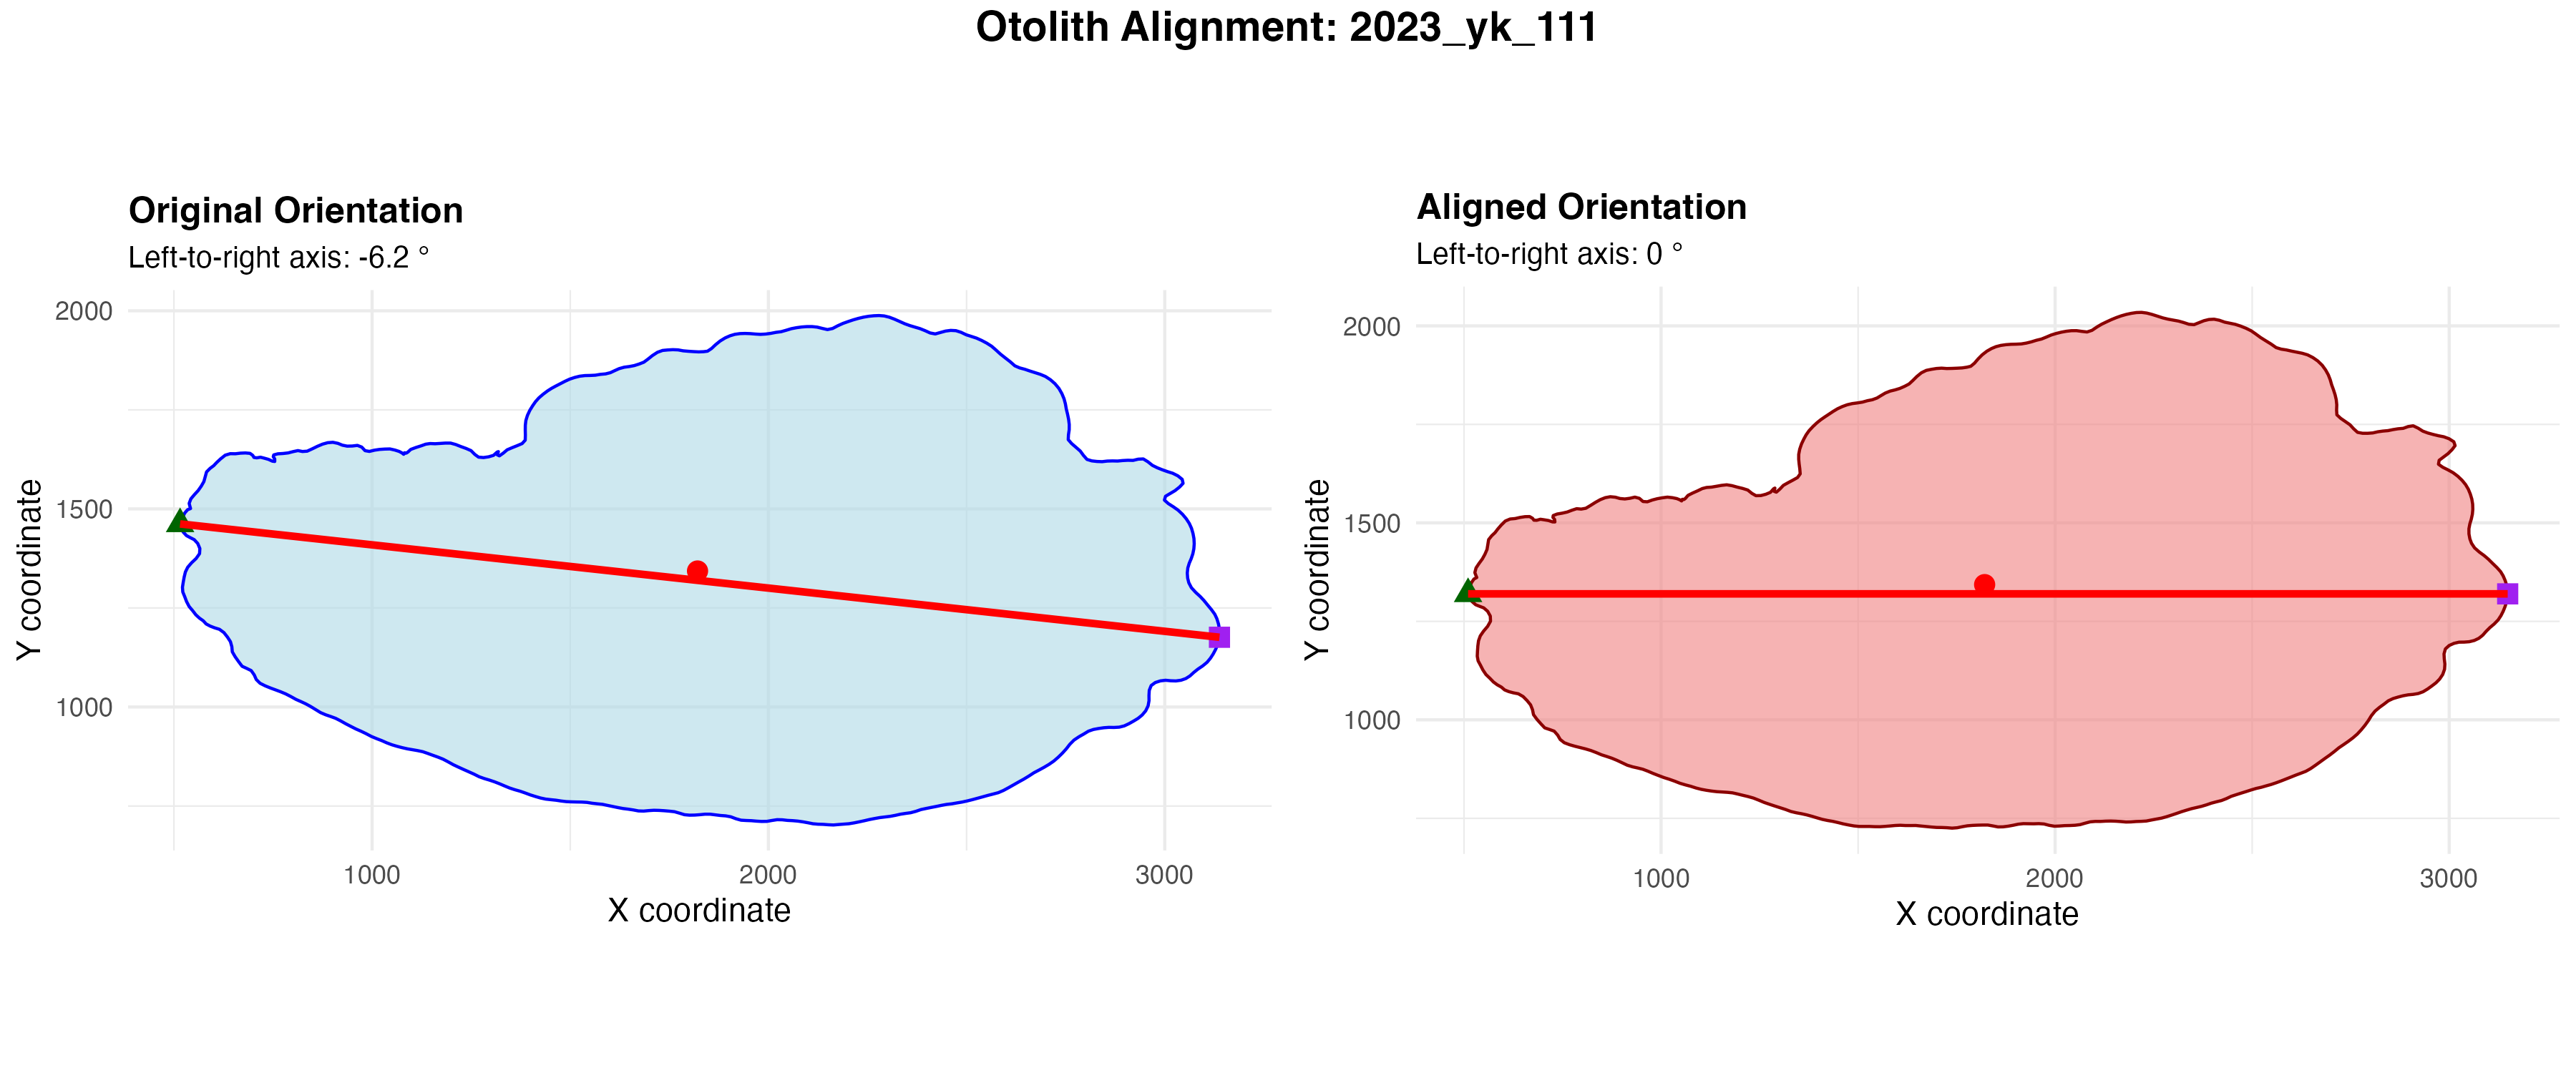 Otolith Alignment: 2023_yk_111
Original Orientation
Left-to-right axis: -6.2 °
2000
1500
1000
Y coordinate
1000
2000
3000
X coordinate
Aligned Orientation
Left-to-right axis: 0 °
2000
1500
1000
Y coordinate
1000
2000
3000
X coordinate